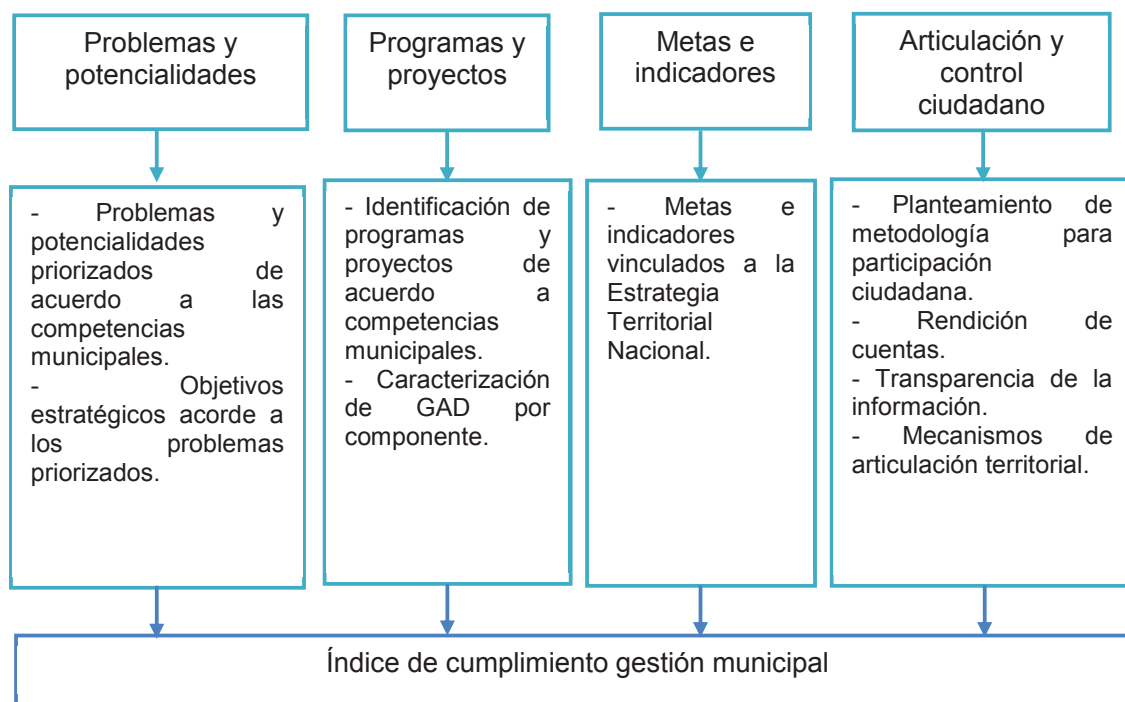 Problemas y
potencialidades
Programas y
proyectos
Metas e
indicadores
Articulación y
control
ciudadano
- Problemas y
potencialidades
priorizados de
acuerdo a las
competencias
municipales.
- Objetivos
estratégicos acorde a
los problemas
priorizados.
- Identificación de
programas y
proyectos de
acuerdo a
competencias
municipales.
- Caracterización
de GAD por
componente.
- Metas e
indicadores
vinculados a la
Estrategia
Territorial
Nacional.
- Planteamiento de
metodología para
participación
ciudadana.
- Rendición de
cuentas.
- Transparencia de la
información.
- Mecanismos de
articulación territorial.
Índice de cumplimiento gestión municipal